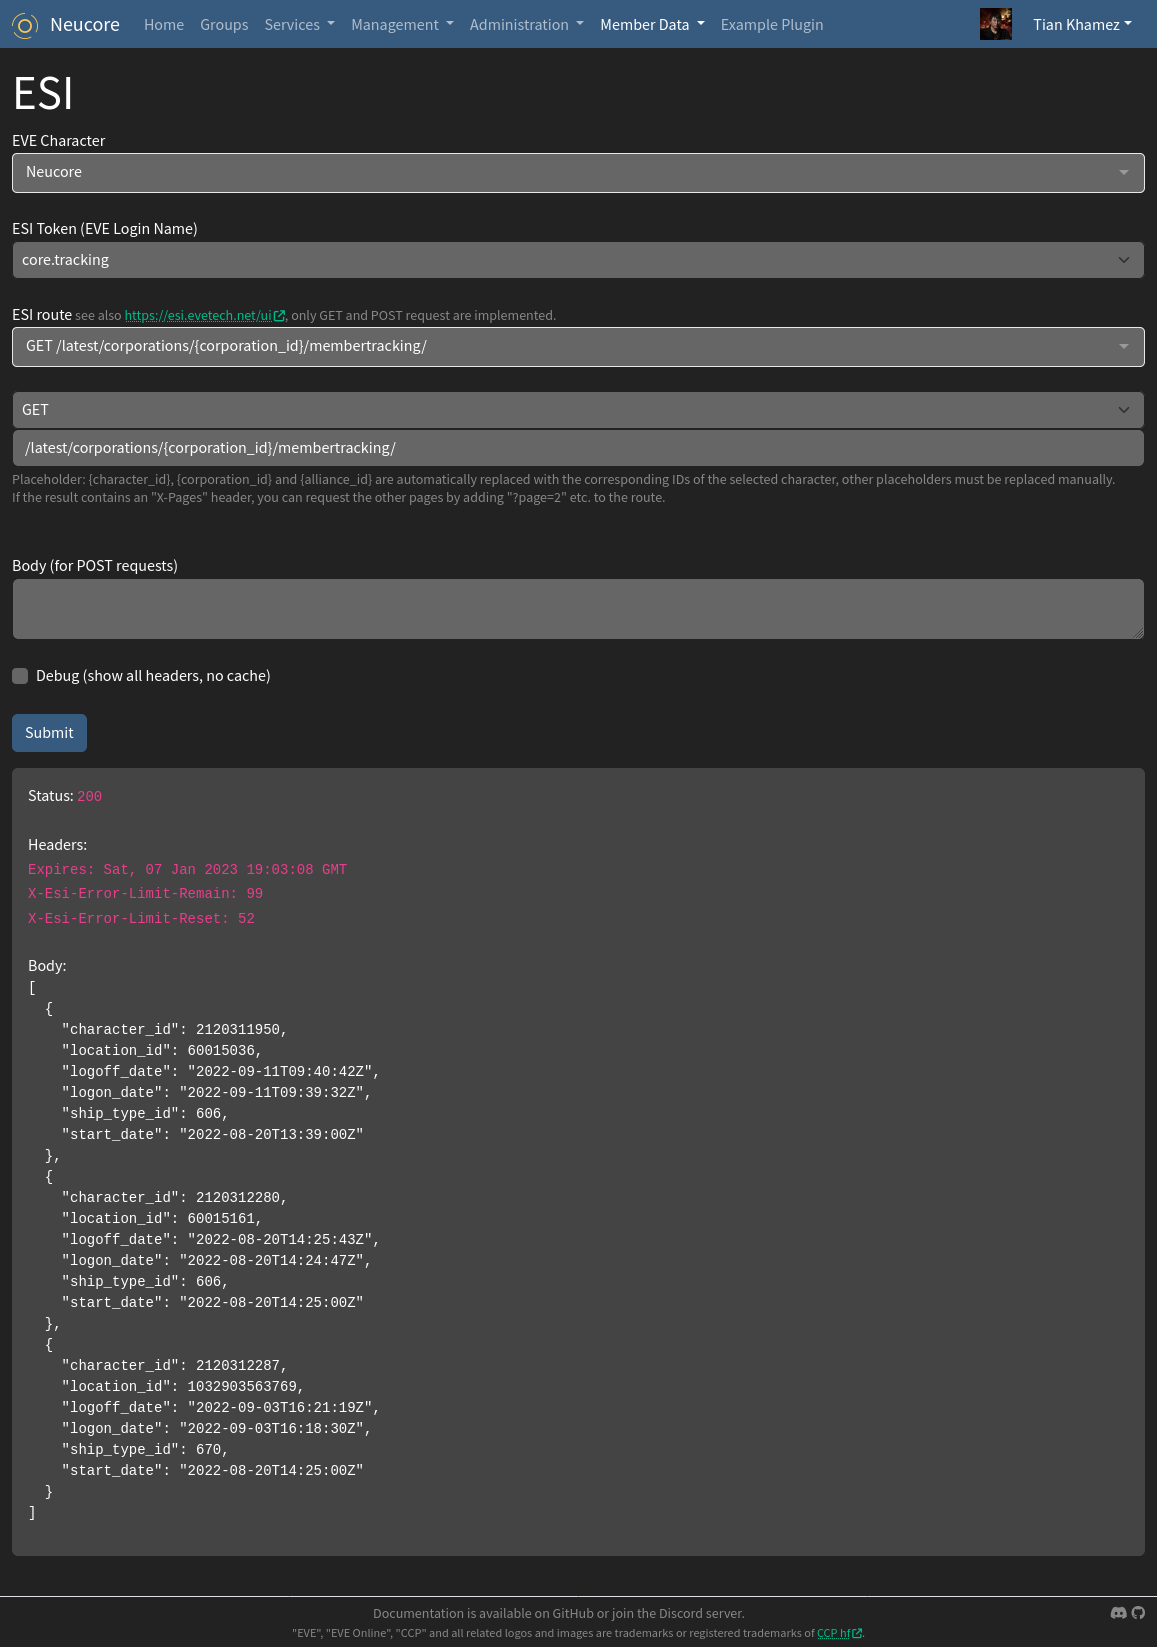 Neucore Home Groups Services Management Administration Member Data Example Plugin Tian Khamez
ESI
EVE Character
Neucore
ESI Token (EVE Login Name)
core.tracking
ESI route see also https://esi.evetech.net/ui, only GET and POST request are implemented.
GET /latest/corporations/{corporation_id}/membertracking/
GET
/latest/corporations/{corporation_id}/membertracking/
Placeholder: {character_id}, {corporation_id} and {alliance_id} are automatically replaced with the corresponding IDs of the selected character, other placeholders must be replaced manually.
If the result contains an "X-Pages" header, you can request the other pages by adding "?page=2" etc. to the route.
Body (for POST requests)
Debug (show all headers, no cache)
Submit
Status: 200
Headers:
Expires: Sat, 07 Jan 2023 19:03:08 GMT
X-Esi-Error-Limit-Remain: 99
X-Esi-Error-Limit-Reset: 52
Body:
[
  {
    "character_id": 2120311950,
    "location_id": 60015036,
    "logoff_date": "2022-09-11T09:40:42Z",
    "logon_date": "2022-09-11T09:39:32Z",
    "ship_type_id": 606,
    "start_date": "2022-08-20T13:39:00Z"
  },
  {
    "character_id": 2120312280,
    "location_id": 60015161,
    "logoff_date": "2022-08-20T14:25:43Z",
    "logon_date": "2022-08-20T14:24:47Z",
    "ship_type_id": 606,
    "start_date": "2022-08-20T14:25:00Z"
  },
  {
    "character_id": 2120312287,
    "location_id": 1032903563769,
    "logoff_date": "2022-09-03T16:21:19Z",
    "logon_date": "2022-09-03T16:18:30Z",
    "ship_type_id": 670,
    "start_date": "2022-08-20T14:25:00Z"
  }
]
Documentation is available on GitHub or join the Discord server.
"EVE", "EVE Online", "CCP" and all related logos and images are trademarks or registered trademarks of CCP hf.